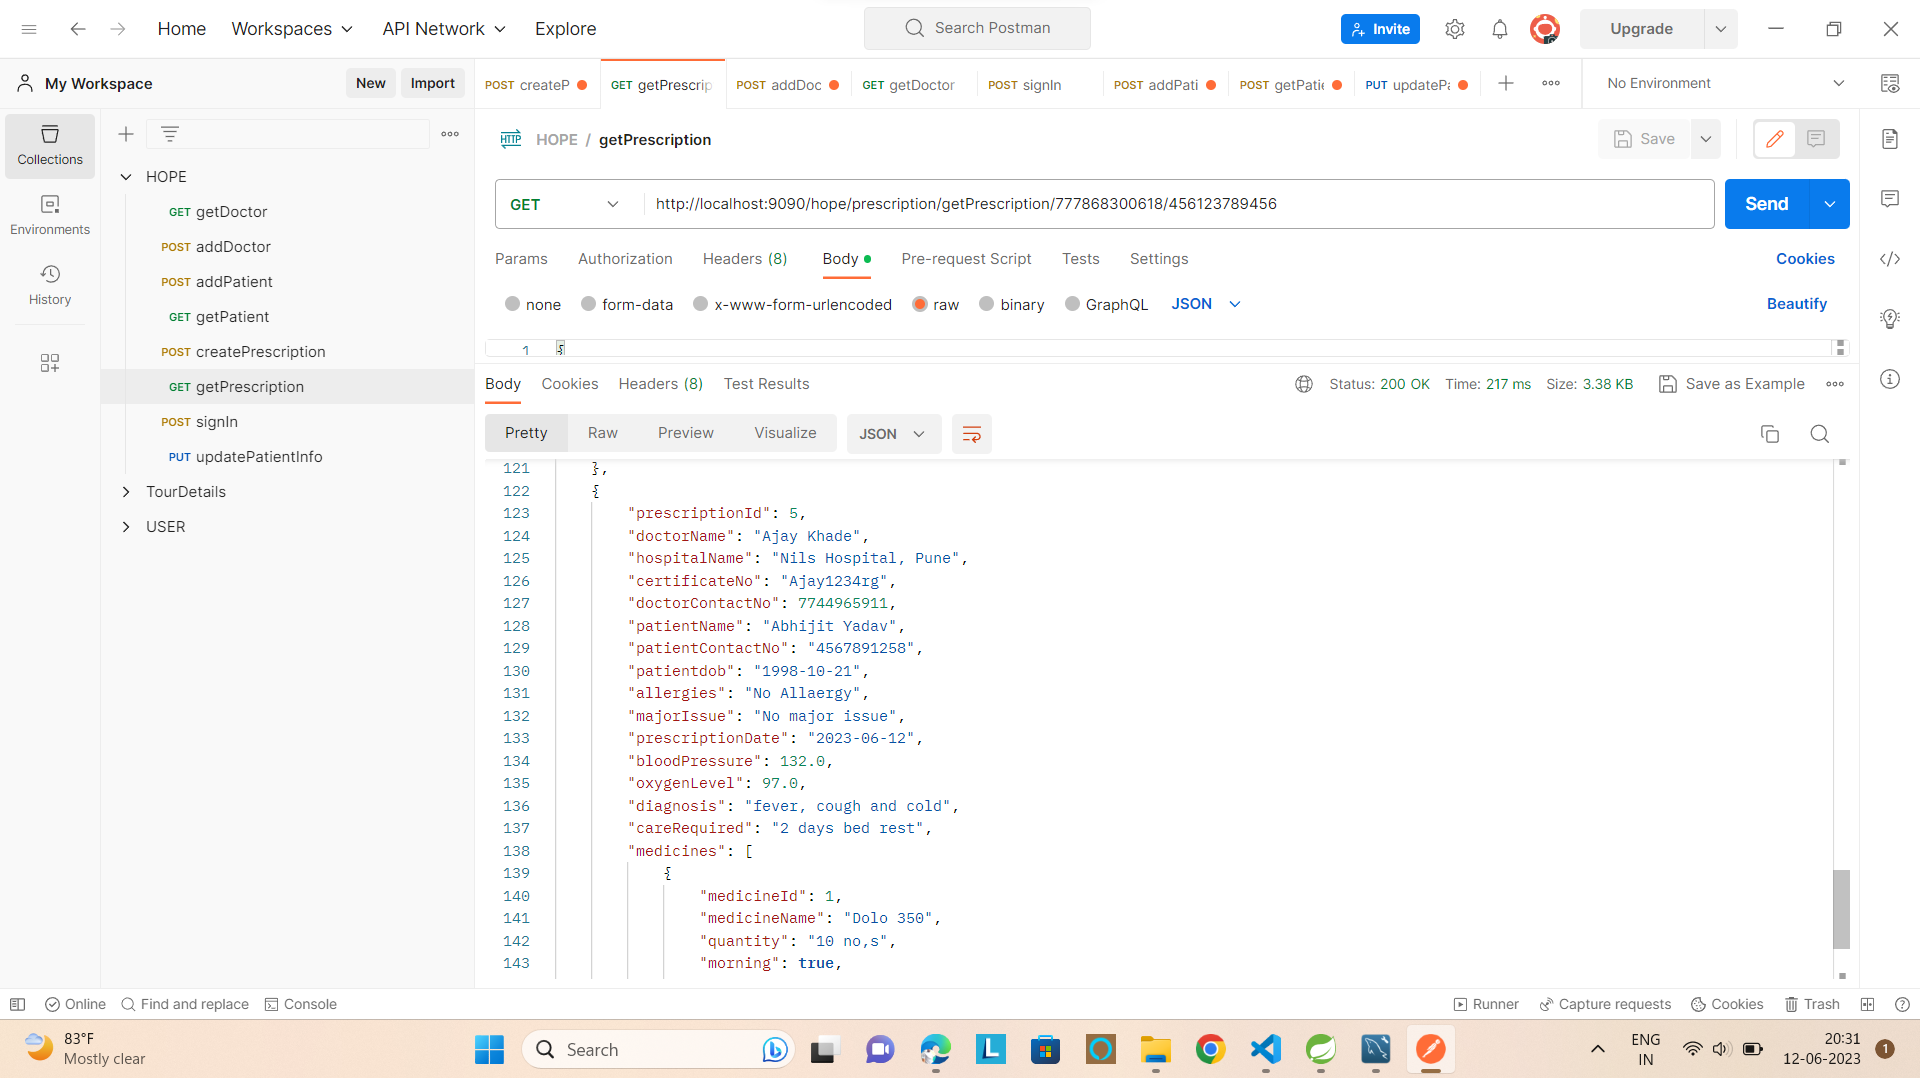 Home Workspaces API Network Explore Search Postman Invite Upgrade
My Workspace New Import
POST createP GET getPrescrip POST addDoc GET getDoctor POST signIn POST addPati POST getPatie PUT updatePa No Environment
Collections
Environments
History
HOPE
GET getDoctor
POST addDoctor
POST addPatient
GET getPatient
POST createPrescription
GET getPrescription
POST signIn
PUT updatePatientInfo
TourDetails
USER
HTTP HOPE / getPrescription Save
GET http://localhost:9090/hope/prescription/getPrescription/777868300618/456123789456 Send
Params Authorization Headers (8) Body Pre-request Script Tests Settings Cookies
none form-data x-www-form-urlencoded raw binary GraphQL JSON Beautify
1 {
Body Cookies Headers (8) Test Results Status: 200 OK Time: 217 ms Size: 3.38 KB Save as Example
Pretty Raw Preview Visualize JSON
121 },
122 {
123 "prescriptionId": 5,
124 "doctorName": "Ajay Khade",
125 "hospitalName": "Nils Hospital, Pune",
126 "certificateNo": "Ajay1234rg",
127 "doctorContactNo": 7744965911,
128 "patientName": "Abhijit Yadav",
129 "patientContactNo": "4567891258",
130 "patientdob": "1998-10-21",
131 "allergies": "No Allaergy",
132 "majorIssue": "No major issue",
133 "prescriptionDate": "2023-06-12",
134 "bloodPressure": 132.0,
135 "oxygenLevel": 97.0,
136 "diagnosis": "fever, cough and cold",
137 "careRequired": "2 days bed rest",
138 "medicines": [
139 {
140 "medicineId": 1,
141 "medicineName": "Dolo 350",
142 "quantity": "10 no,s",
143 "morning": true,
Online Find and replace Console Runner Capture requests Cookies Trash
83°F
Mostly clear
Search
L
ENG
IN
20:31
12-06-2023
1